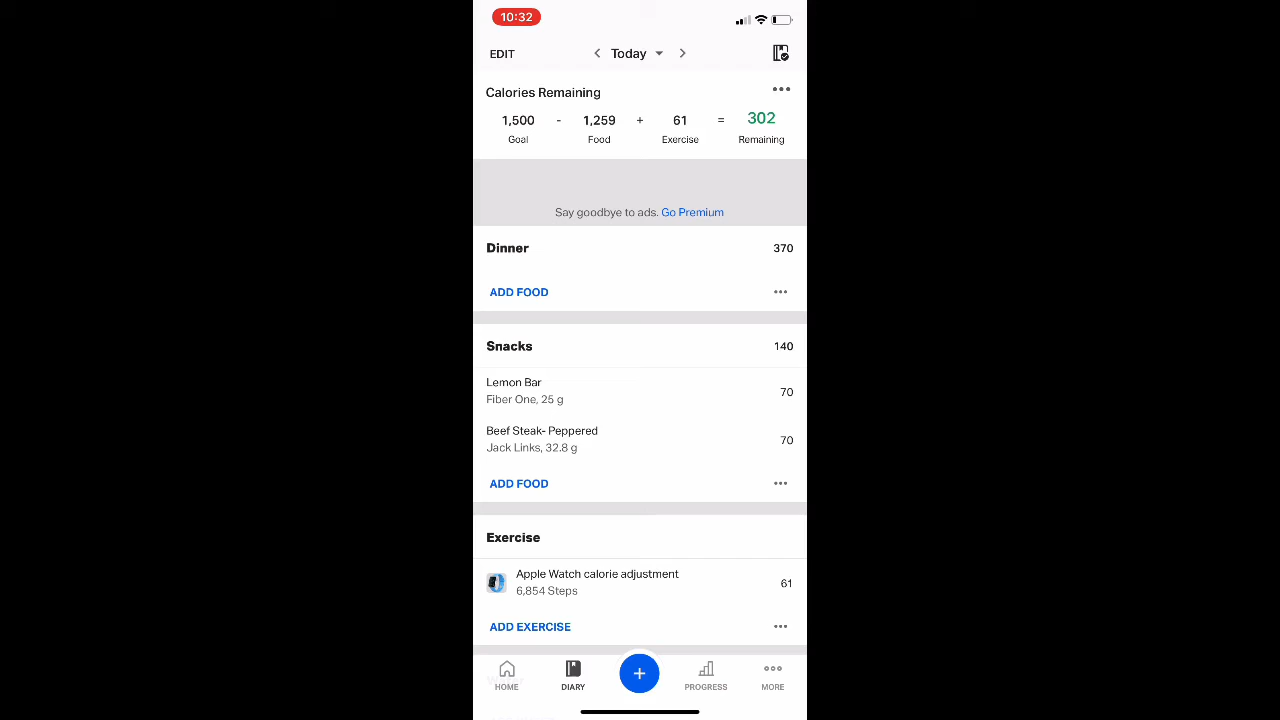 10:32
EDIT
Today
Calories Remaining
1,500 - 1,259 + 61 = 302
Goal Food Exercise Remaining
Say goodbye to ads. Go Premium
Dinner 370
ADD FOOD
Snacks 140
Lemon Bar
Fiber One, 25 g 70
Beef Steak- Peppered
Jack Links, 32.8 g 70
ADD FOOD
Exercise
Apple Watch calorie adjustment
6,854 Steps 61
ADD EXERCISE
HOME DIARY PROGRESS MORE